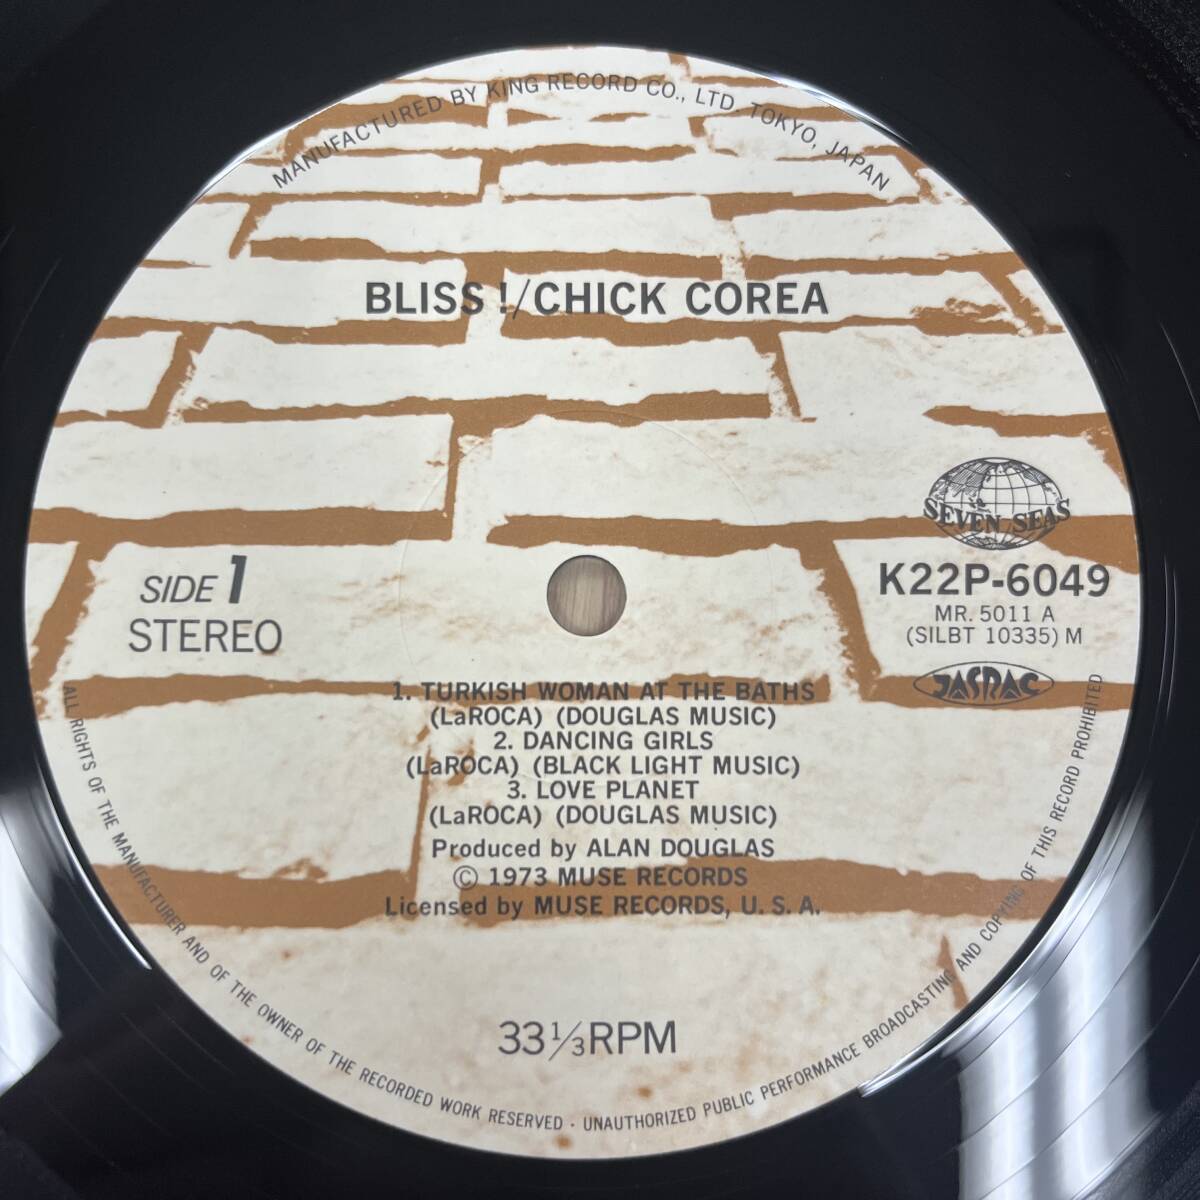 MANUFACTURED BY KING RECORD CO., LTD. TOKYO, JAPAN
BLISS !/CHICK COREA
SEVEN SEAS
SIDE 1
STEREO
K22P-6049
MR. 5011 A
(SILBT 10335) M
JASRAC
1. TURKISH WOMAN AT THE BATHS
(LaROCA) (DOUGLAS MUSIC)
2. DANCING GIRLS
(LaROCA) (BLACK LIGHT MUSIC)
3. LOVE PLANET
(LaROCA) (DOUGLAS MUSIC)
Produced by ALAN DOUGLAS
© 1973 MUSE RECORDS
Licensed by MUSE RECORDS, U. S. A.
33 1/3 RPM
ALL RIGHTS OF THE MANUFACTURER AND OF THE OWNER OF THE RECORDED WORK RESERVED · UNAUTHORIZED PUBLIC PERFORMANCE BROADCASTING AND COPYING OF THIS RECORD PROHIBITED